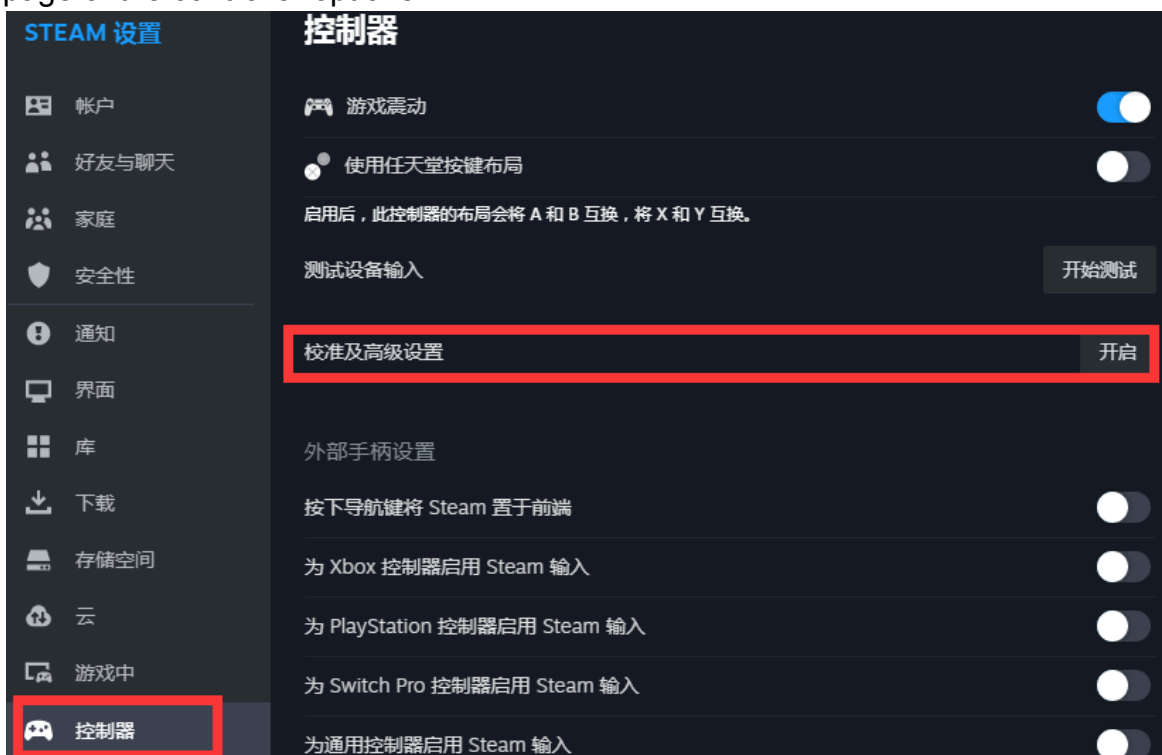 STEAM 设置
帐户
好友与聊天
家庭
安全性
通知
界面
库
下载
存储空间
云
游戏中
控制器
控制器
游戏震动
使用任天堂按键布局
启用后，此控制器的布局会将 A 和 B 互换，将 X 和 Y 互换。
测试设备输入 开始测试
校准及高级设置 开启
外部手柄设置
按下导航键将 Steam 置于前端
为 Xbox 控制器启用 Steam 输入
为 PlayStation 控制器启用 Steam 输入
为 Switch Pro 控制器启用 Steam 输入
为通用控制器启用 Steam 输入